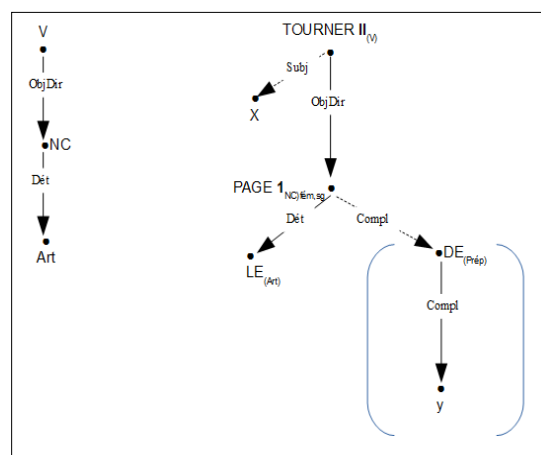 V
ObjDir
NC
Dét
Art
TOURNER II(V)
Subj
X
ObjDir
PAGE 1NC)fém,sg
Dét
Compl
LE(Art)
DE(Prép)
Compl
y